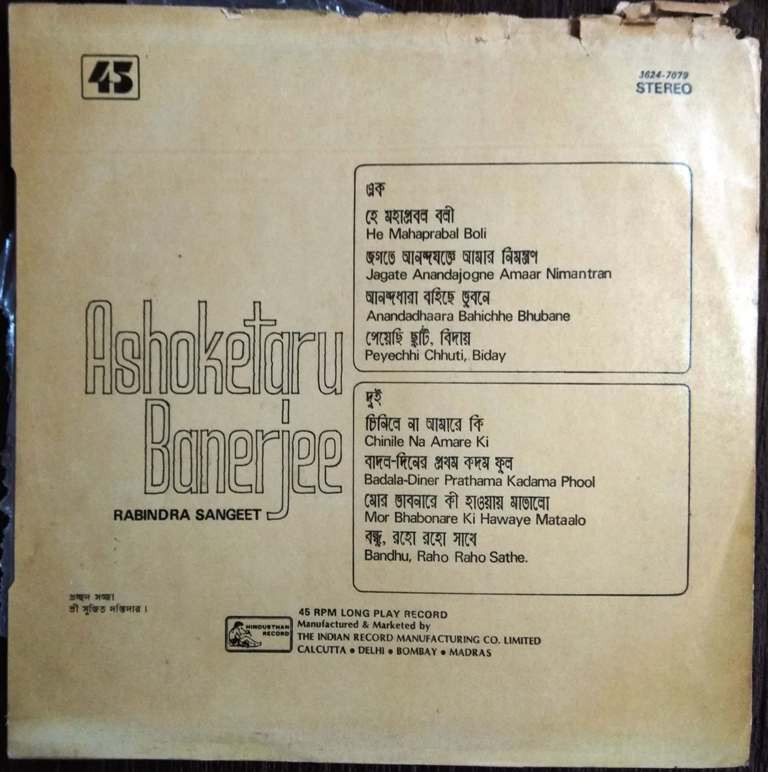 45
3624-7079
STEREO
এক
হে মহাপ্রবল বলী
He Mahaprabal Boli
জগতে আনন্দযজ্ঞে আমার নিমন্ত্রণ
Jagate Anandajogne Amaar Nimantran
আনন্দধারা বহিছে ভুবনে
Anandadhaara Bahichhe Bhubane
পেয়েছি ছুটি, বিদায়
Peyechhi Chhuti, Biday
Ashoketaru
Banerjee
RABINDRA SANGEET
দুই
চিনিলে না আমারে কি
Chinile Na Amare Ki
বাদল-দিনের প্রথম কদম ফুল
Badala-Diner Prathama Kadama Phool
মোর ভাবনারে কী হাওয়ায় মাতালো
Mor Bhabonare Ki Hawaye Mataalo
বন্ধু, রহো রহো সাথে
Bandhu, Raho Raho Sathe.
প্রচ্ছদ সজ্জা
শ্রী সুজিত দস্তিদার।
HINDUSTHAN
RECORD
45 RPM LONG PLAY RECORD
Manufactured & Marketed by
THE INDIAN RECORD MANUFACTURING CO. LIMITED
CALCUTTA • DELHI • BOMBAY • MADRAS